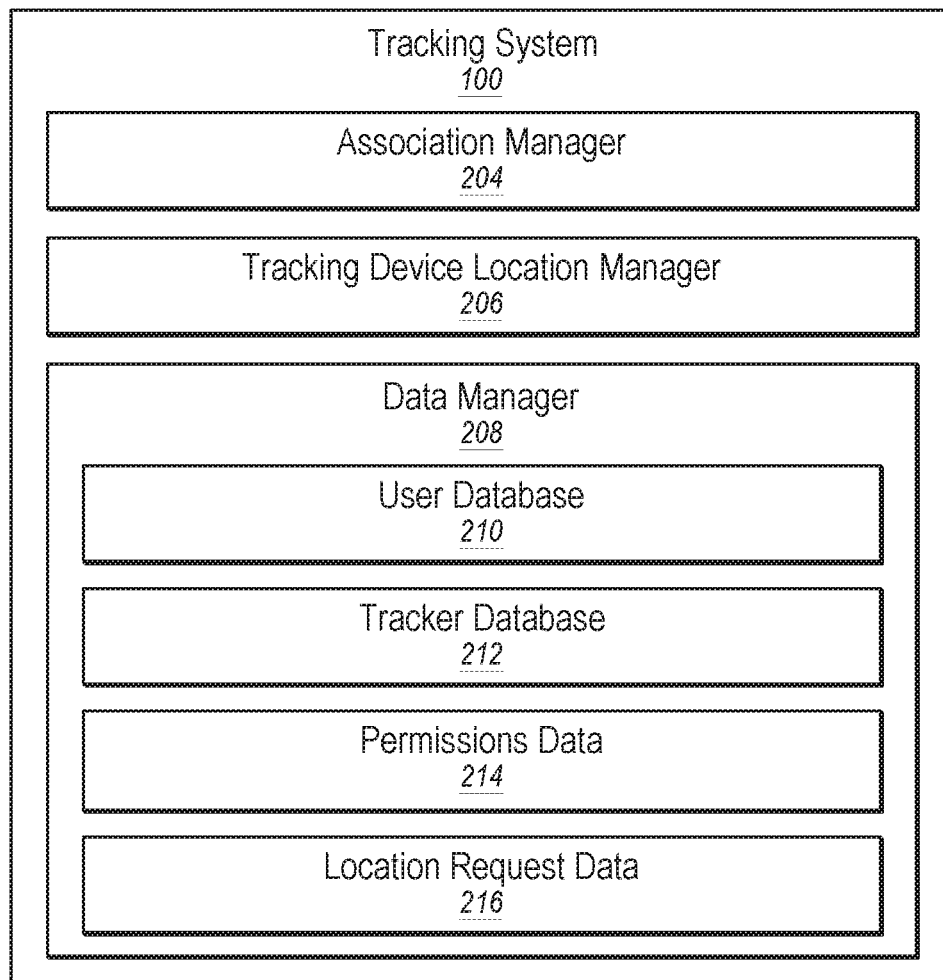 Tracking System
100
Association Manager
204
Tracking Device Location Manager
206
Data Manager
208
User Database
210
Tracker Database
212
Permissions Data
214
Location Request Data
216